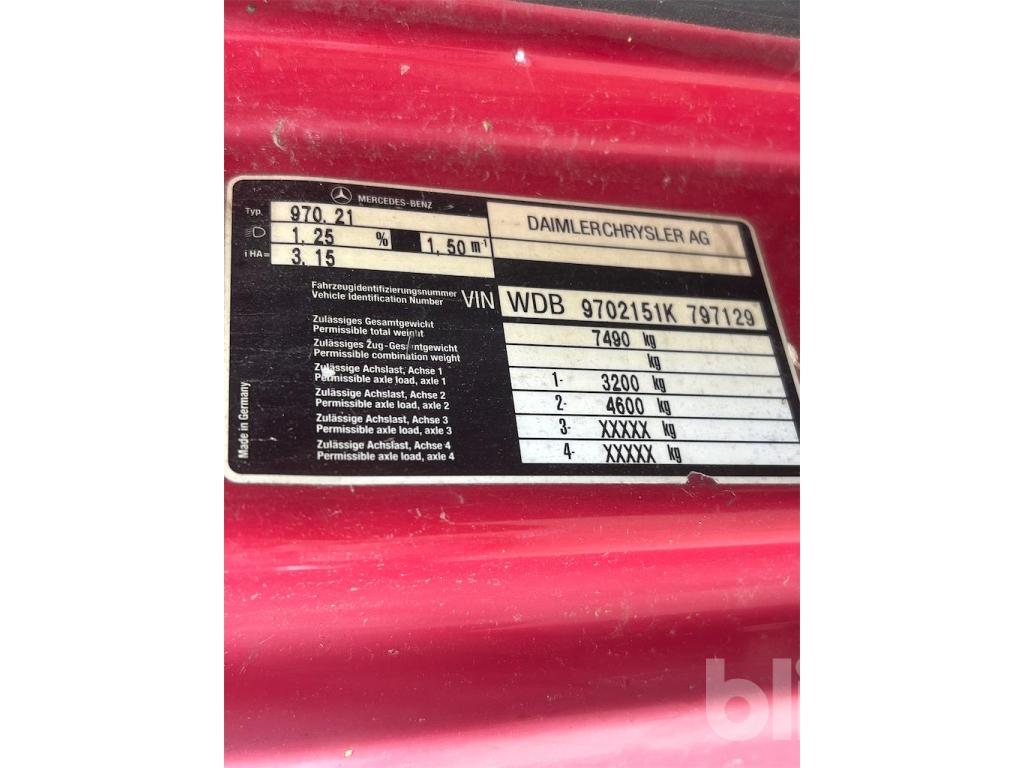 MERCEDES-BENZ
Typ. 970.21
DAIMLERCHRYSLER AG
1,25 % 1,50 m⁻¹
i HA= 3,15
Fahrzeugidentifizierungsnummer
Vehicle Identification Number VIN WDB 9702151K 797129
Zulässiges Gesamtgewicht
Permissible total weight 7490 kg
Zulässiges Zug-Gesamtgewicht
Permissible combination weight kg
Zulässige Achslast, Achse 1
Permissible axle load, axle 1 1- 3200 kg
Zulässige Achslast, Achse 2
Permissible axle load, axle 2 2- 4600 kg
Zulässige Achslast, Achse 3
Permissible axle load, axle 3 3- XXXXX kg
Zulässige Achslast, Achse 4
Permissible axle load, axle 4 4- XXXXX kg
Made in Germany
bli